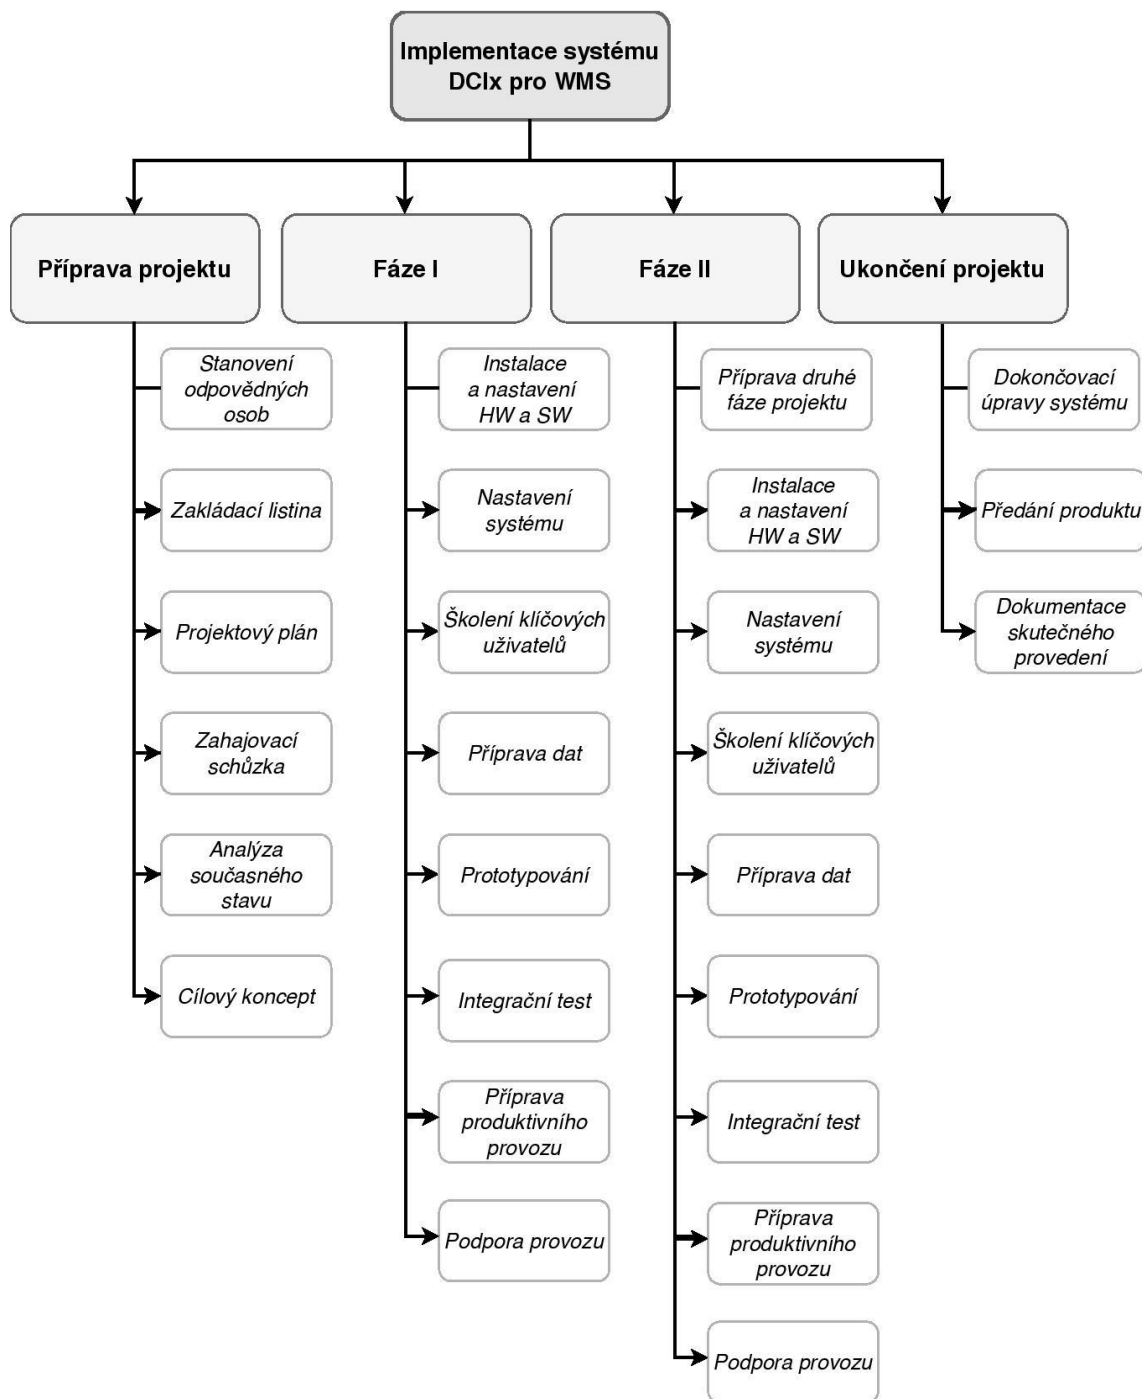 Implementace systému
DCIx pro WMS
Příprava projektu
Fáze I
Fáze II
Ukončení projektu
Stanovení
odpovědných
osob
Zakládací listina
Projektový plán
Zahajovací
schůzka
Analýza
současného
stavu
Cílový koncept
Instalace
a nastavení
HW a SW
Nastavení
systému
Školení klíčových
uživatelů
Příprava dat
Prototypování
Integrační test
Příprava
produktivního
provozu
Podpora provozu
Příprava druhé
fáze projektu
Instalace
a nastavení
HW a SW
Nastavení
systému
Školení klíčových
uživatelů
Příprava dat
Prototypování
Integrační test
Příprava
produktivního
provozu
Podpora provozu
Dokončovací
úpravy systému
Předání produktu
Dokumentace
skutečného
provedení